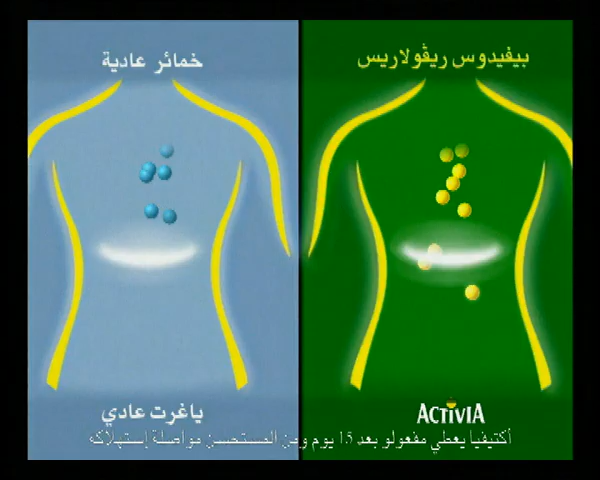 خمائر عادية
بيفيدوس ريڤولاريس
ياغرت عادي
ACTIVIA
أكتيفيا يعطي مفعولو بعد 15 يوم ومن المستحسن مواصلة إستهلاكه